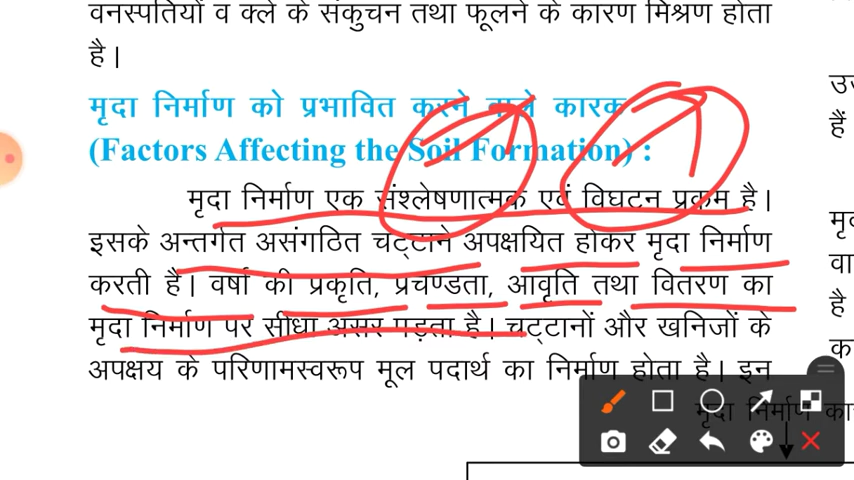 वनस्पतियों व क्ले के संकुचन तथा फूलने के कारण मिश्रण होता
है।
मृदा निर्माण को प्रभावित करने वाले कारक
(Factors Affecting the Soil Formation) :
मृदा निर्माण एक संश्लेषणात्मक एवं विघटन प्रक्रम है।
इसके अन्तर्गत असंगठित चट्टाने अपक्षयित होकर मृदा निर्माण
करती है। वर्षा की प्रकृति, प्रचण्डता, आवृति तथा वितरण का
मृदा निर्माण पर सीधा असर पड़ता है। चट्टानों और खनिजों के
अपक्षय के परिणामस्वरूप मूल पदार्थ का निर्माण होता है। इन
हैं
मृद
वा
है
क
मृदा निर्माण का